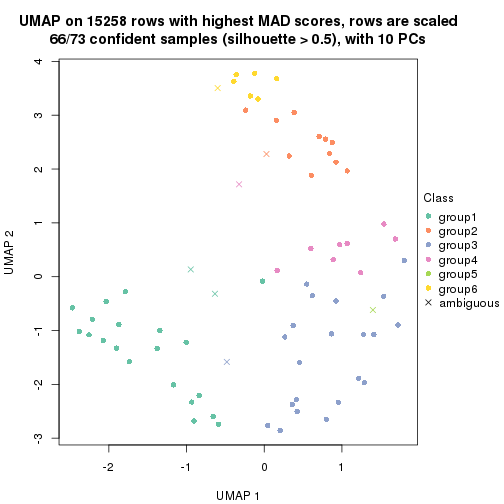 UMAP on 15258 rows with highest MAD scores, rows are scaled
66/73 confident samples (silhouette > 0.5), with 10 PCs
4
3
2
1
0
-1
-2
-3
UMAP 2
-2
-1
0
1
UMAP 1
Class
group1
group2
group3
group4
group5
group6
ambiguous